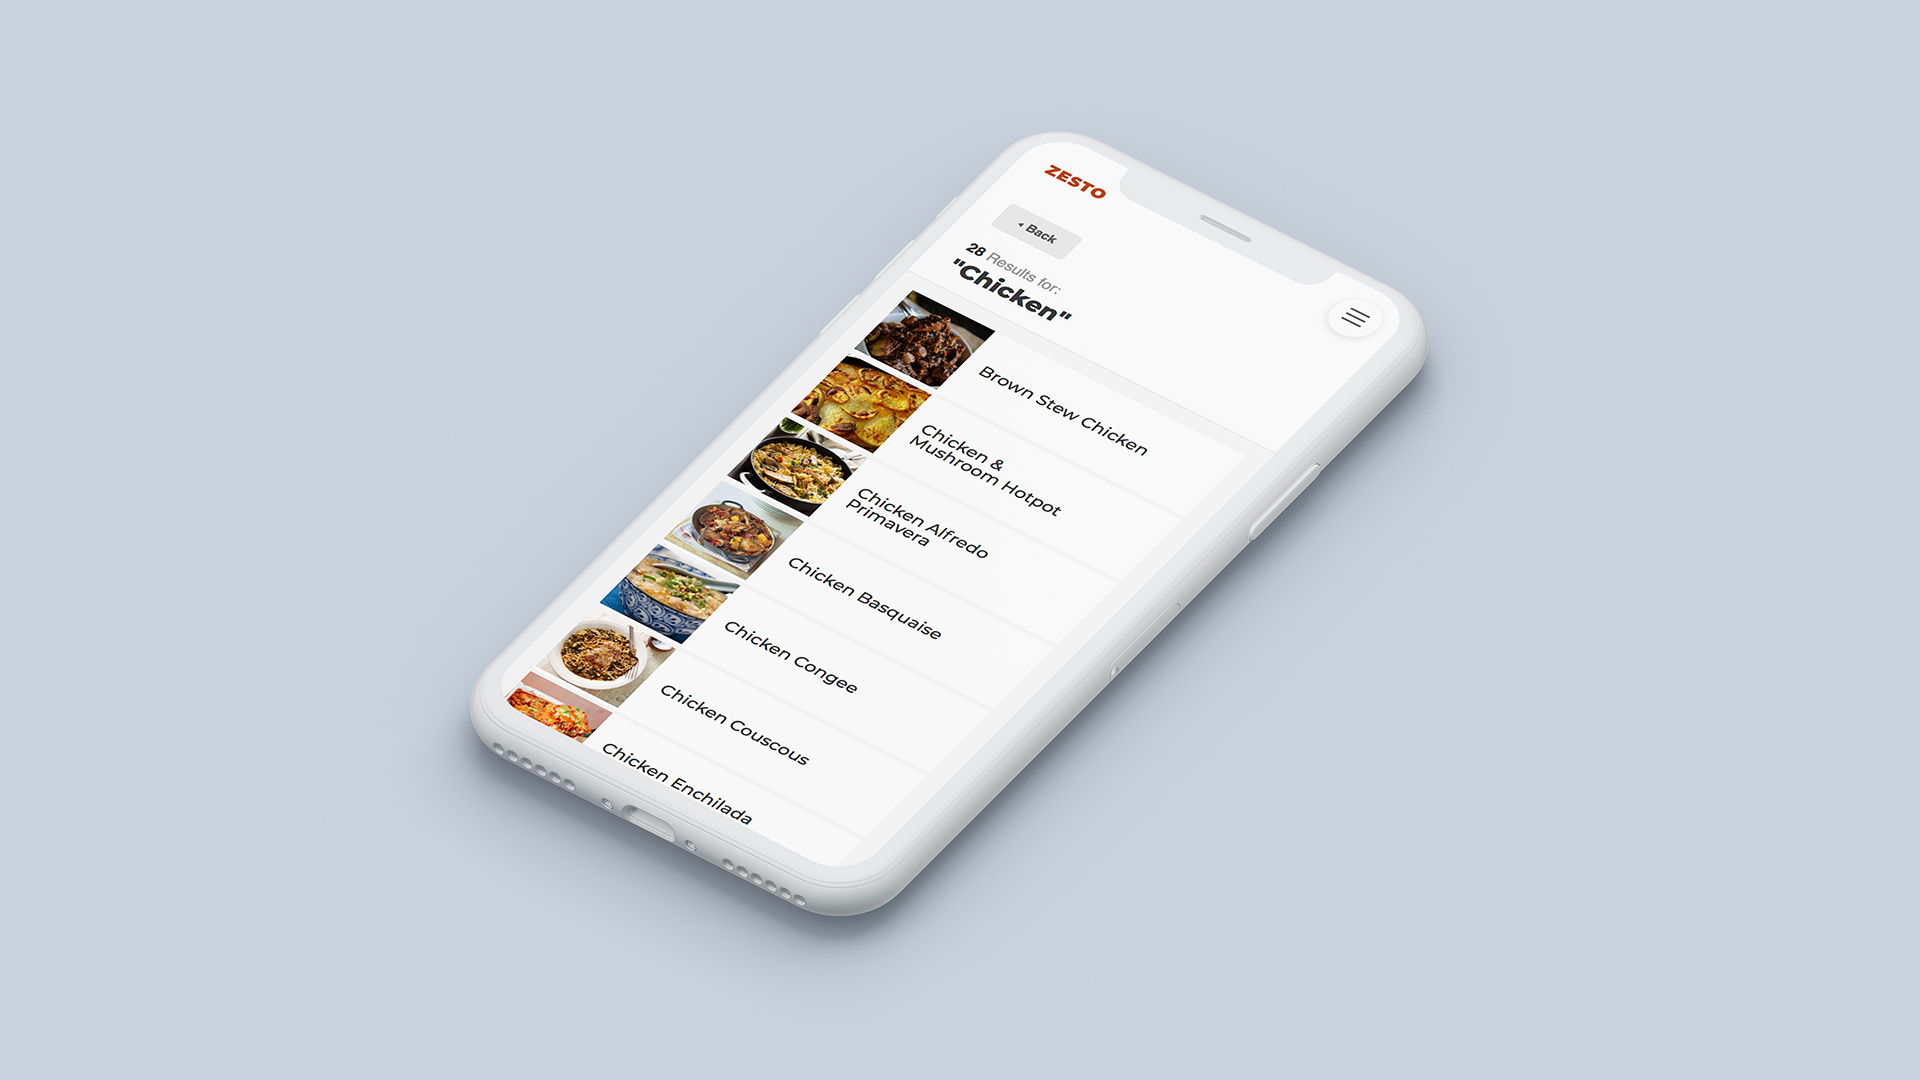 ZESTO
Back
28 Results for:
"Chicken"
Brown Stew Chicken
Chicken &
Mushroom Hotpot
Chicken Alfredo
Primavera
Chicken Basquaise
Chicken Congee
Chicken Couscous
Chicken Enchilada